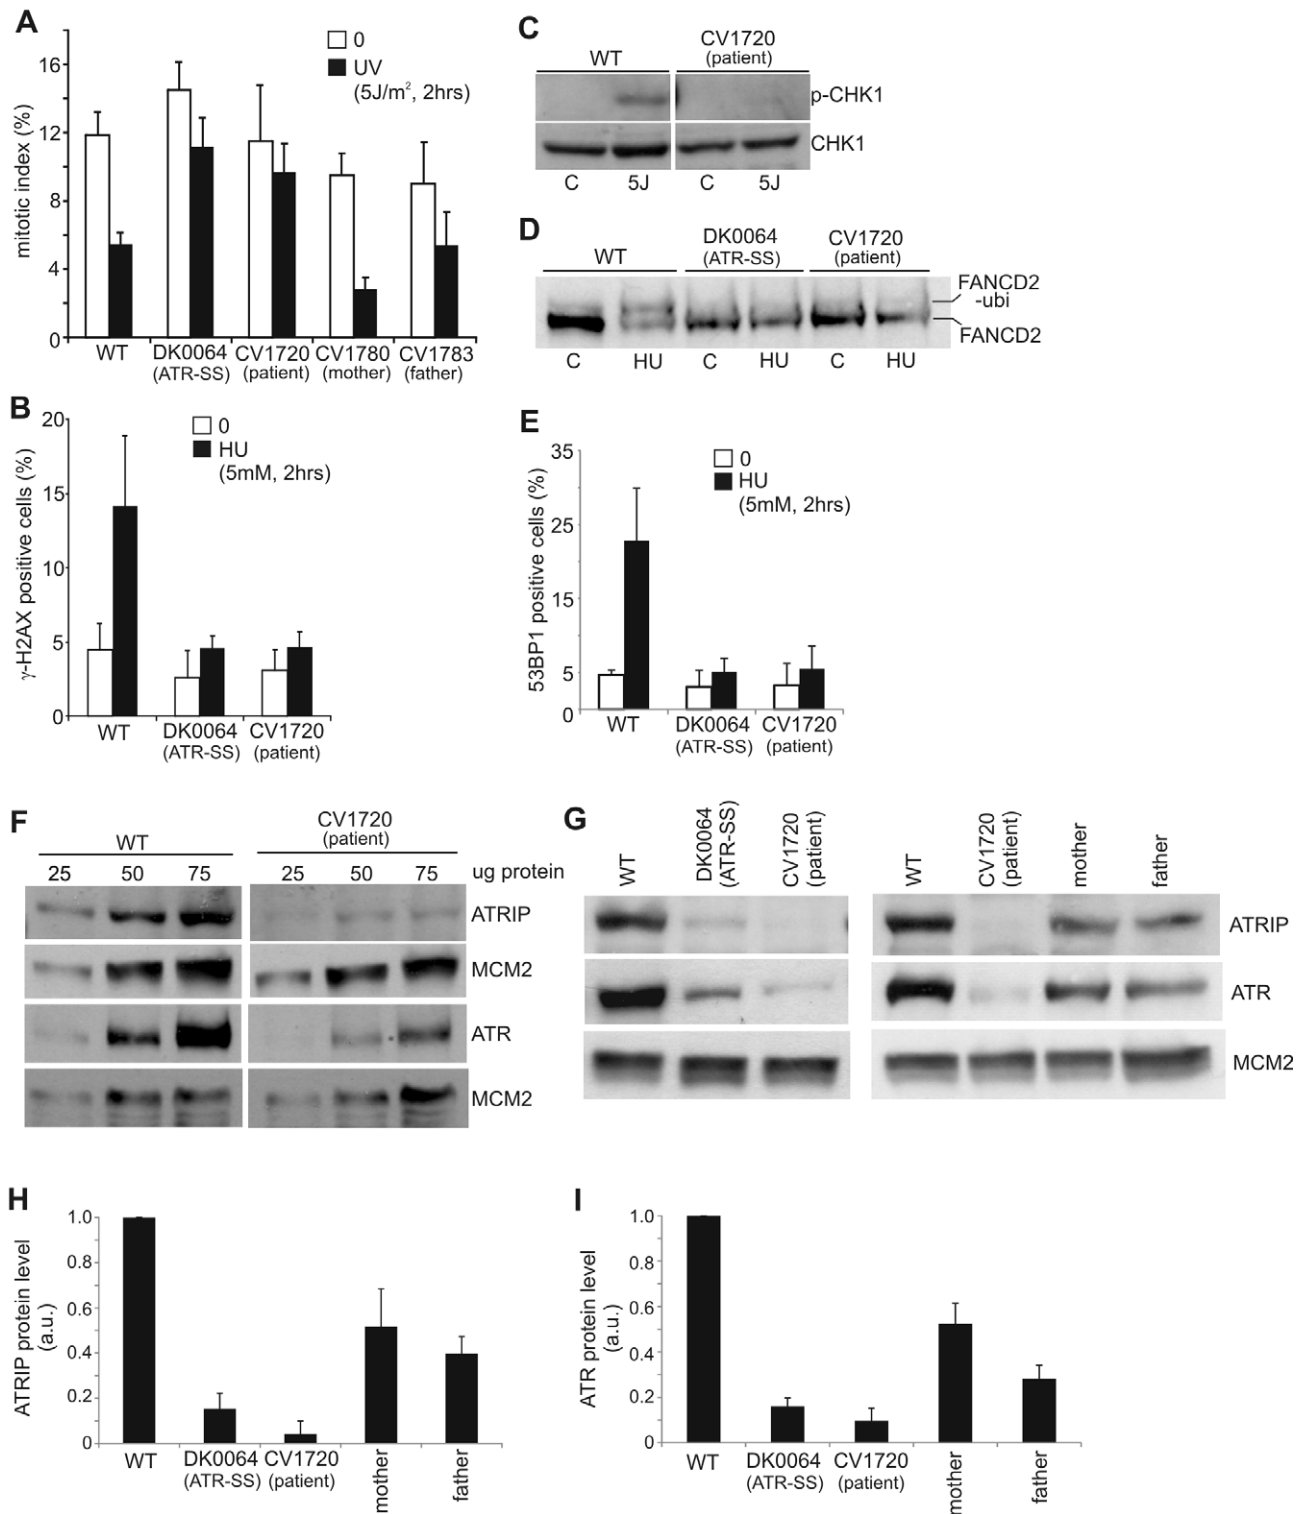 A
mitotic index (%)
16
12
8
4
0
0
UV
(5J/m², 2hrs)
WT
DK0064
(ATR-SS)
CV1720
(patient)
CV1780
(mother)
CV1783
(father)
B
γ-H2AX positive cells (%)
20
15
10
5
0
0
HU
(5mM, 2hrs)
WT
DK0064
(ATR-SS)
CV1720
(patient)
C
WT
CV1720
(patient)
p-CHK1
CHK1
C
5J
C
5J
D
WT
DK0064
(ATR-SS)
CV1720
(patient)
FANCD2
-ubi
FANCD2
C
HU
C
HU
C
HU
E
53BP1 positive cells (%)
35
25
15
5
0
0
HU
(5mM, 2hrs)
WT
DK0064
(ATR-SS)
CV1720
(patient)
F
WT
CV1720
(patient)
25
50
75
25
50
75
ug protein
ATRIP
MCM2
ATR
MCM2
G
WT
DK0064
(ATR-SS)
CV1720
(patient)
WT
CV1720
(patient)
mother
father
ATRIP
ATR
MCM2
H
ATRIP protein level
(a.u.)
1.0
0.8
0.6
0.4
0.2
0
WT
DK0064
(ATR-SS)
CV1720
(patient)
mother
father
I
ATR protein level
(a.u.)
1.0
0.8
0.6
0.4
0.2
0
WT
DK0064
(ATR-SS)
CV1720
(patient)
mother
father